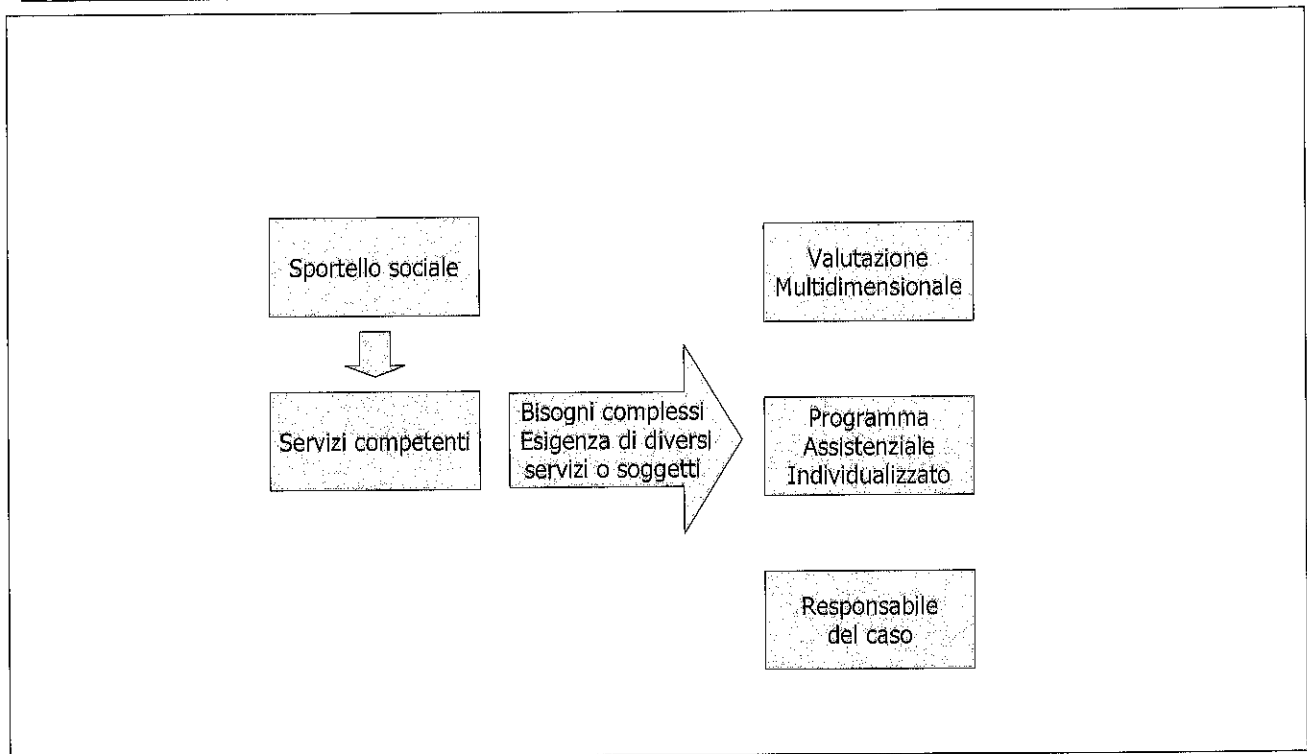 Sportello sociale
Servizi competenti
Bisogni complessi
Esigenza di diversi
servizi o soggetti
Valutazione
Multidimensionale
Programma
Assistenziale
Individualizzato
Responsabile
del caso